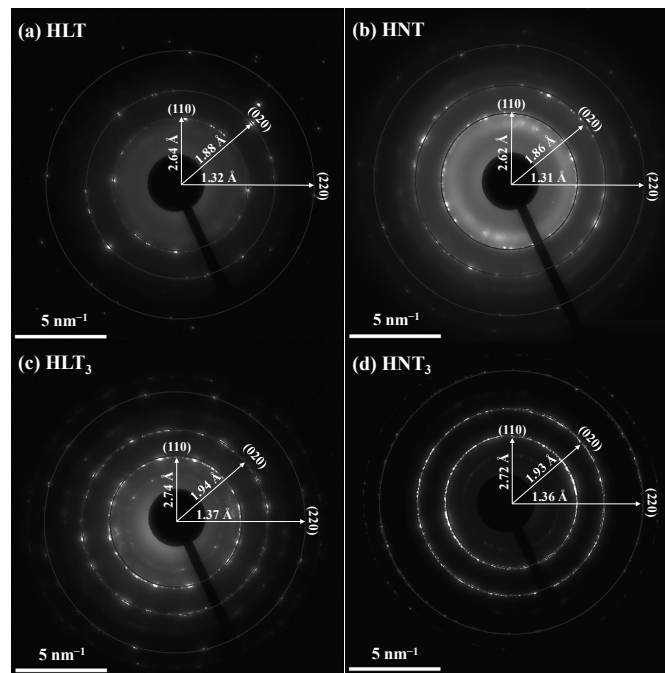 (a) HLT
(110)
(020)
2.64 Å
1.88 Å
1.32 Å
(220)
5 nm⁻¹
(b) HNT
(110)
(020)
2.62 Å
1.86 Å
1.31 Å
(220)
5 nm⁻¹
(c) HLT₃
(110)
(020)
2.74 Å
1.94 Å
1.37 Å
(220)
5 nm⁻¹
(d) HNT₃
(110)
(020)
2.72 Å
1.93 Å
1.36 Å
(220)
5 nm⁻¹